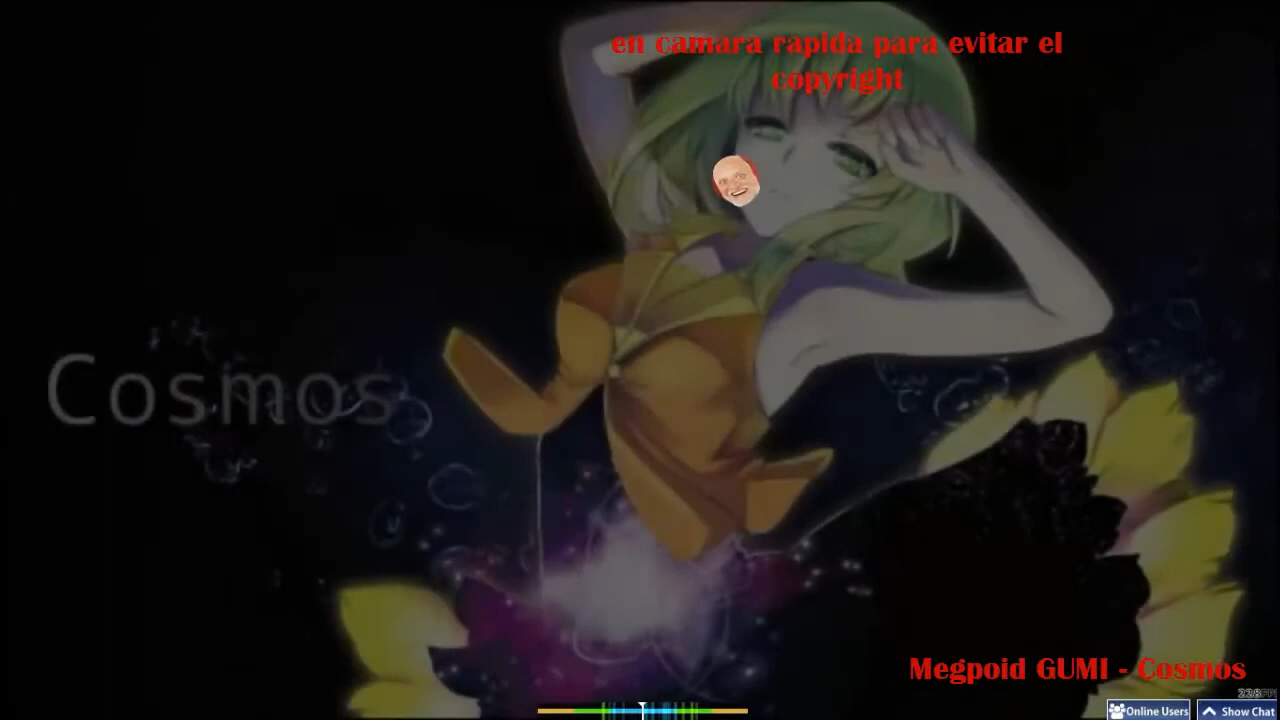 en camara rapida para evitar el
copyright
Cosmos
Megpoid GUMI - Cosmos
Online Users
Show Chat